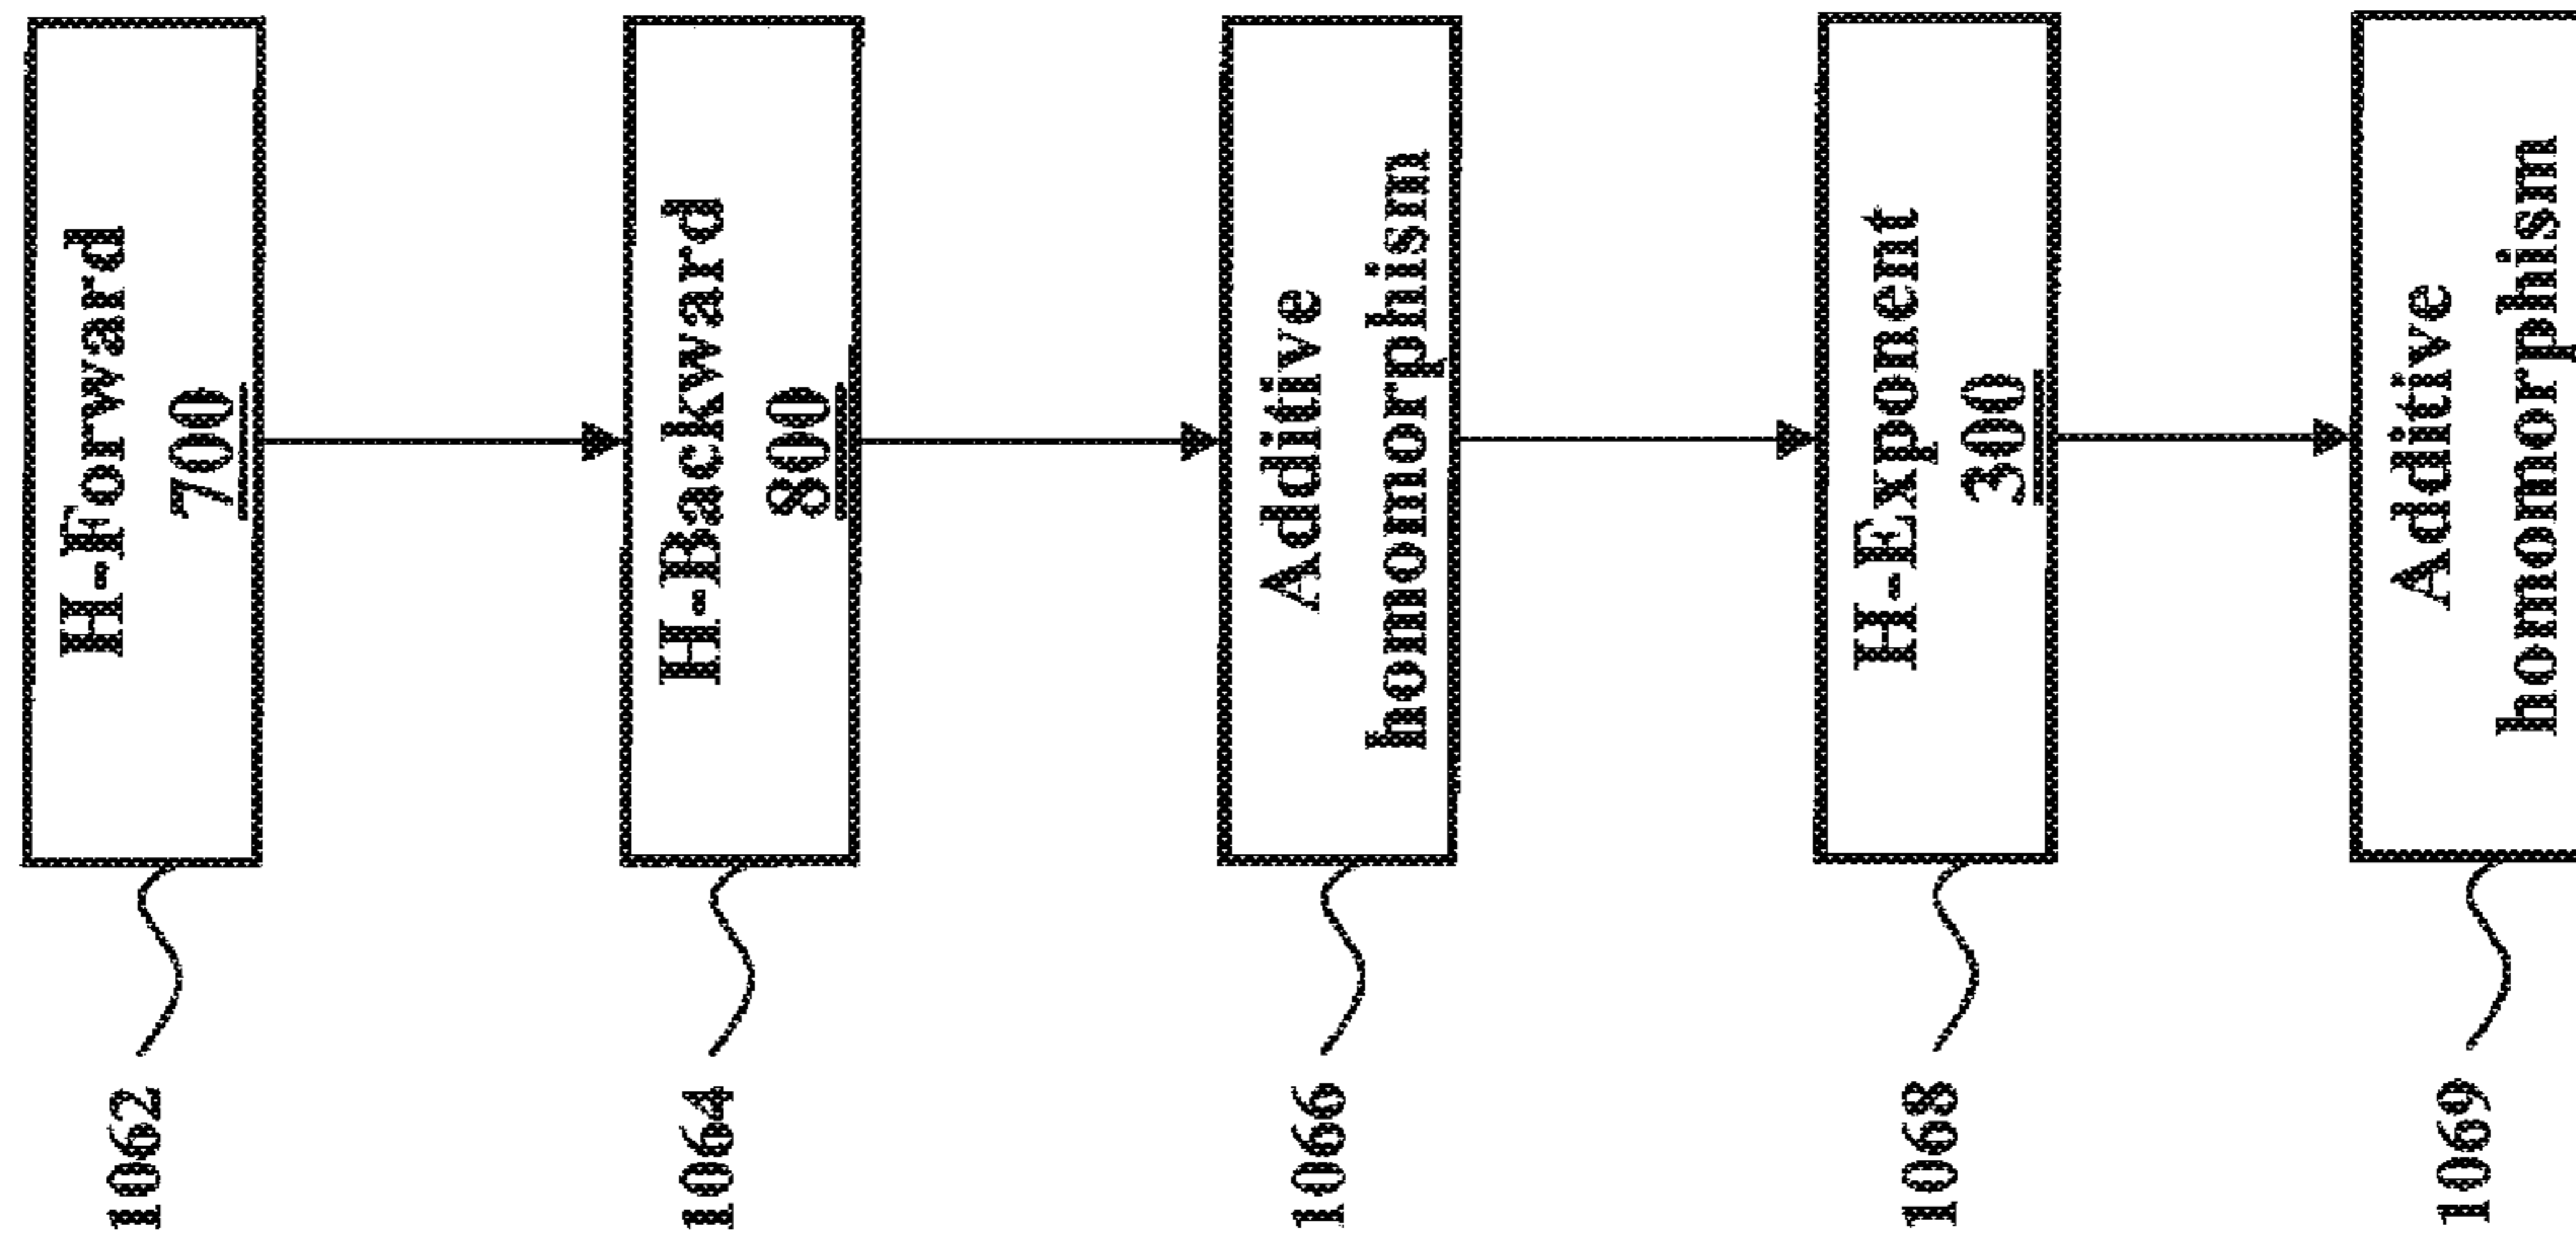 1062
H-Forward
700
1064
H-Backward
800
1066
Additive
homomorphism
1068
H-Exponent
300
1069
Additive
homomorphism